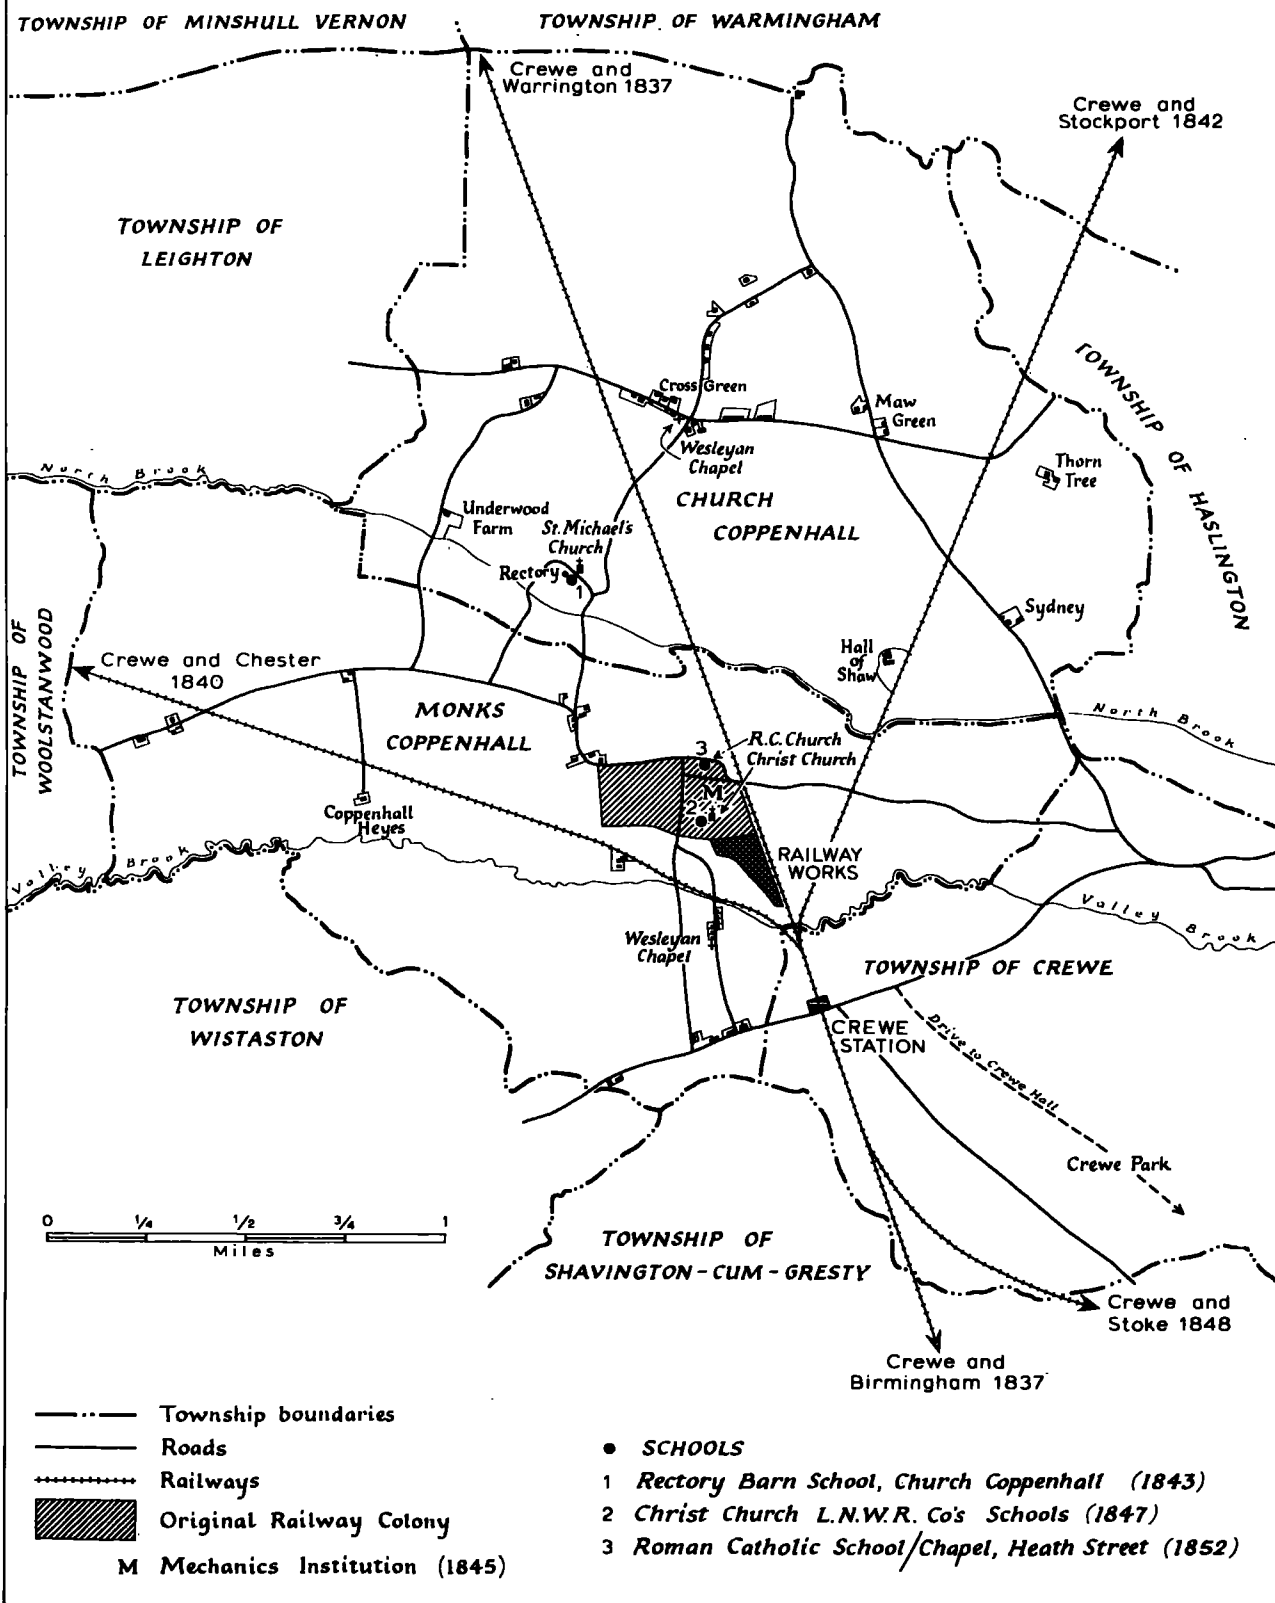 TOWNSHIP OF MINSHULL VERNON
TOWNSHIP OF WARMINGHAM
Crewe and
Warrington 1837
Crewe and
Stockport 1842
TOWNSHIP OF
LEIGHTON
TOWNSHIP OF HASLINGTON
Cross Green
Maw
Green
Wesleyan
Chapel
Thorn
Tree
North Brook
CHURCH
COPPENHALL
Underwood
Farm
St. Michael's
Church
Rectory
1
Sydney
TOWNSHIP OF
WOOLSTANWOOD
Crewe and Chester
1840
Hall
of
Shaw
MONKS
COPPENHALL
North Brook
3
R.C. Church
Christ Church
M
2
Coppenhall
Heyes
RAILWAY
WORKS
Valley Brook
Valley Brook
Wesleyan
Chapel
TOWNSHIP OF CREWE
TOWNSHIP OF
WISTASTON
CREWE
STATION
Drive to Crewe Hall
Crewe Park
0 1/4 1/2 3/4 1
Miles
TOWNSHIP OF
SHAVINGTON-CUM-GRESTY
Crewe and
Stoke 1848
Crewe and
Birmingham 1837
Township boundaries
Roads
Railways
Original Railway Colony
M Mechanics Institution (1845)
SCHOOLS
1 Rectory Barn School, Church Coppenhall (1843)
2 Christ Church L.N.W.R. Co's Schools (1847)
3 Roman Catholic School/Chapel, Heath Street (1852)